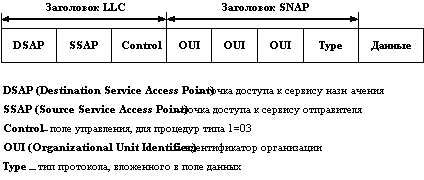 Заголовок LLC Заголовок SNAP
DSAP SSAP Control OUI OUI OUI Type Данные
DSAP (Destination Service Access Point) – точка доступа к сервису назн ачения
SSAP (Source Service Access Point) – точка доступа к сервису отправителя
Control – поле управления, для процедур типа 1=03
OUI (Organizational Unit Identifier) – идентификатор организации
Type – тип протокола, вложенного в поле данных